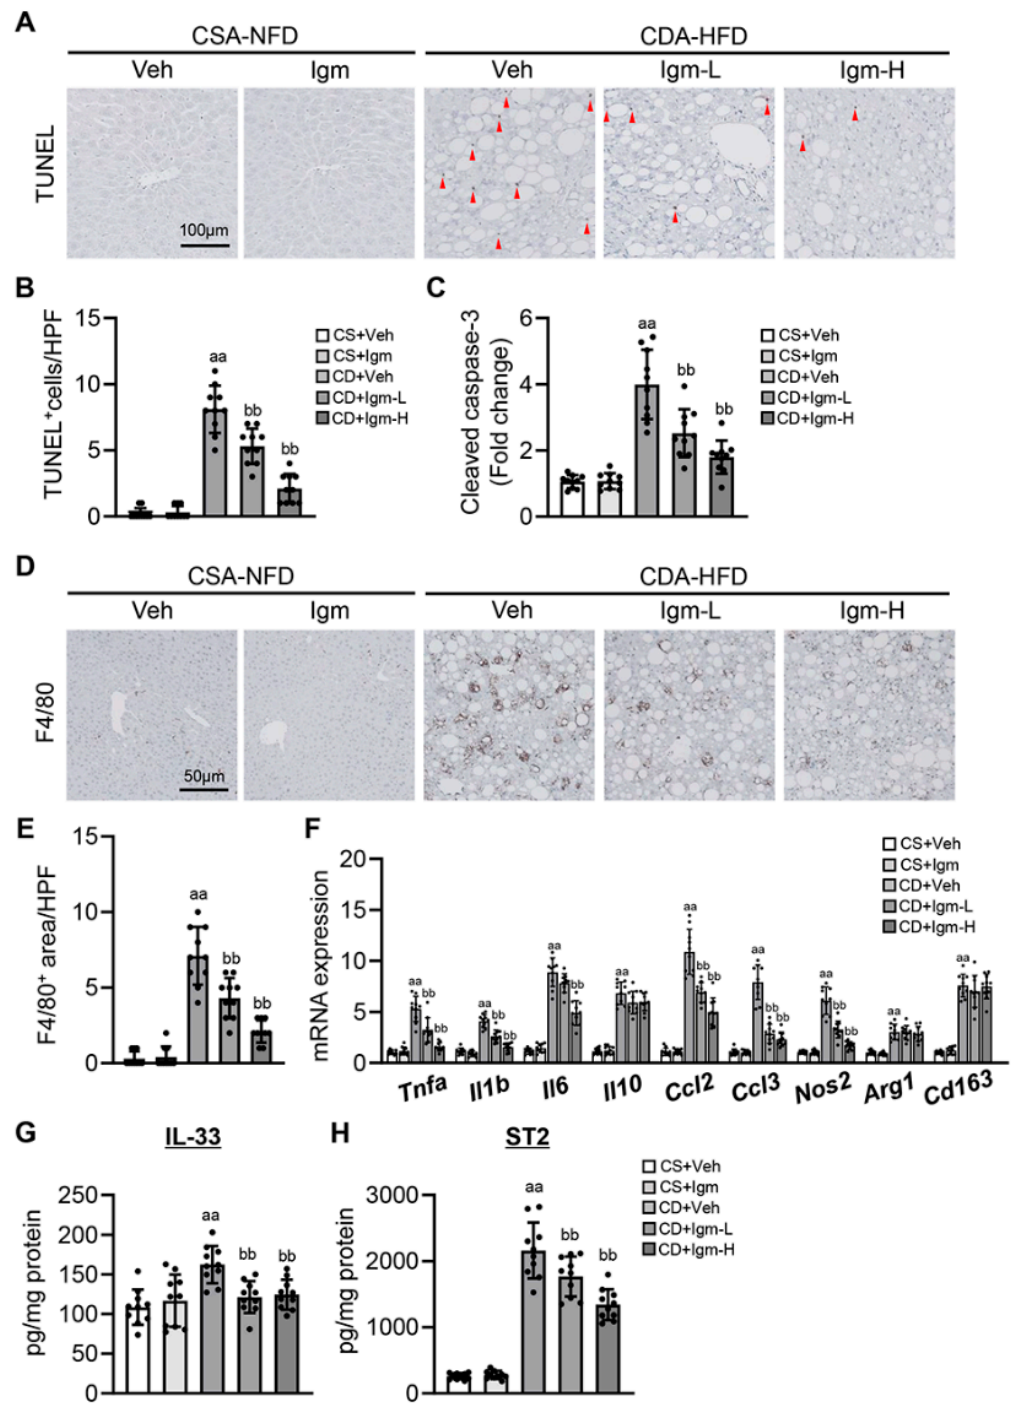 A
CSA-NFD CDA-HFD
Veh Igm Veh Igm-L Igm-H
TUNEL
100μm
B
TUNEL⁺cells/HPF
15
10
5
0
aa
bb
bb
CS+Veh
CS+Igm
CD+Veh
CD+Igm-L
CD+Igm-H
C
Cleaved caspase-3
(Fold change)
6
4
2
0
aa
bb
bb
CS+Veh
CS+Igm
CD+Veh
CD+Igm-L
CD+Igm-H
D
CSA-NFD CDA-HFD
Veh Igm Veh Igm-L Igm-H
F4/80
50μm
E
F4/80⁺ area/HPF
15
10
5
0
aa
bb
bb
F
mRNA expression
20
15
10
5
0
aa bb bb
aa bb bb
aa bb
aa
aa bb bb
aa bb bb
aa bb bb
aa
aa
Tnfa Il1b Il6 Il10 Ccl2 Ccl3 Nos2 Arg1 Cd163
CS+Veh
CS+Igm
CD+Veh
CD+Igm-L
CD+Igm-H
G
IL-33
pg/mg protein
250
200
150
100
50
0
aa
bb
bb
H
ST2
pg/mg protein
3000
2000
1000
0
aa
bb
bb
CS+Veh
CS+Igm
CD+Veh
CD+Igm-L
CD+Igm-H